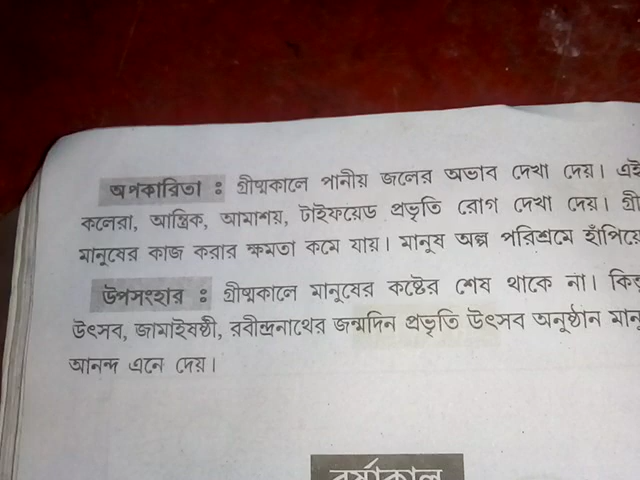 অপকারিতা : গ্রীষ্মকালে পানীয় জলের অভাব দেখা দেয়। এই
কলেরা, আন্ত্রিক, আমাশয়, টাইফয়েড প্রভৃতি রোগ দেখা দেয়। গ্রী
মানুষের কাজ করার ক্ষমতা কমে যায়। মানুষ অল্প পরিশ্রমে হাঁপিয়ে
উপসংহার : গ্রীষ্মকালে মানুষের কষ্টের শেষ থাকে না। কিন্তু
উৎসব, জামাইষষ্ঠী, রবীন্দ্রনাথের জন্মদিন প্রভৃতি উৎসব অনুষ্ঠান মানু
আনন্দ এনে দেয়।
বর্ষাকাল